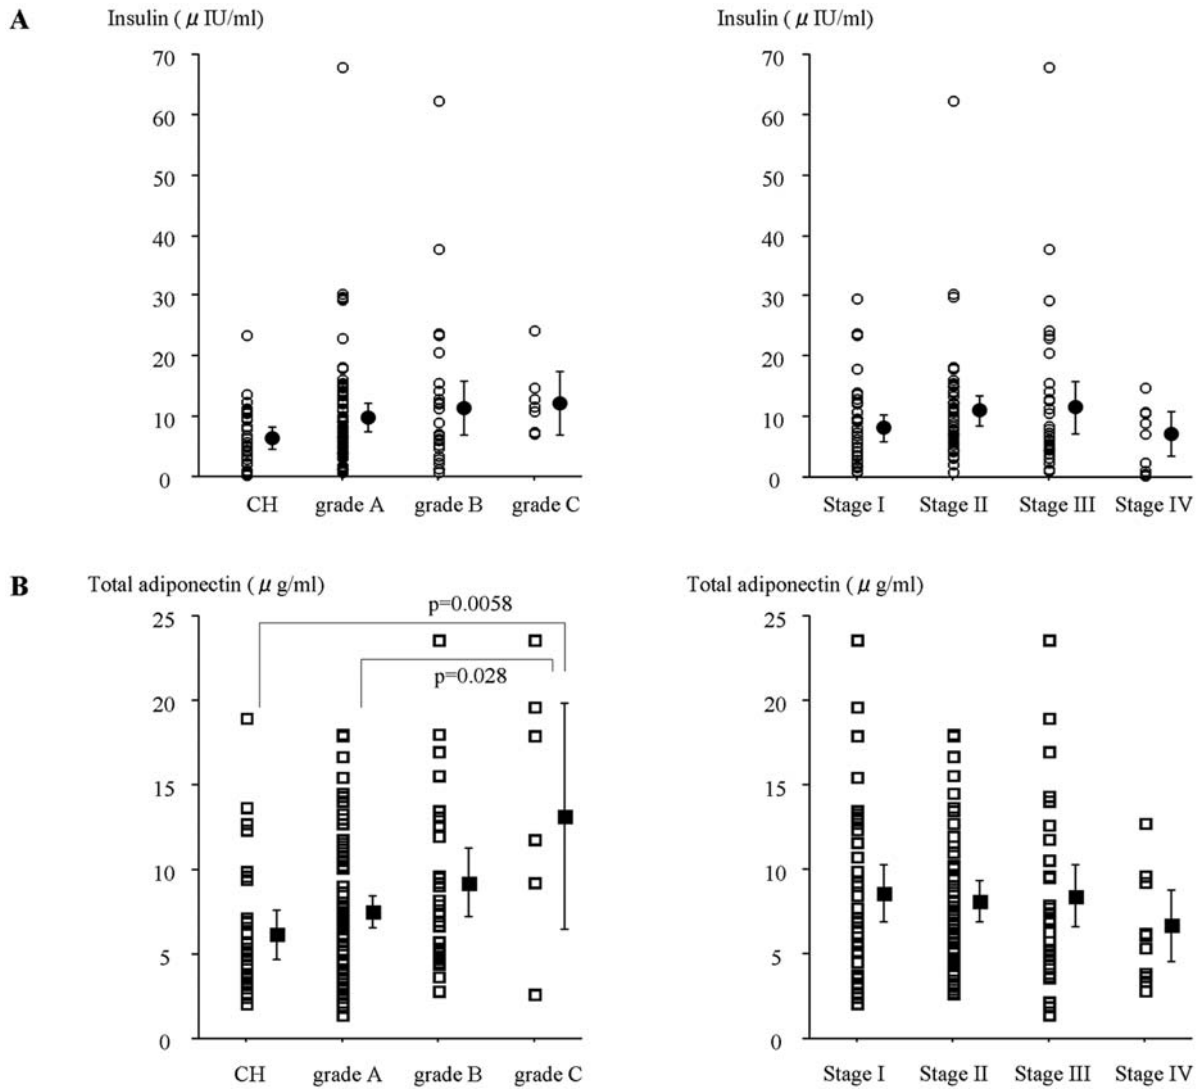 A
Insulin ( μ IU/ml)
70
60
50
40
30
20
10
0
CH grade A grade B grade C
Insulin ( μ IU/ml)
70
60
50
40
30
20
10
0
Stage I Stage II Stage III Stage IV
B
Total adiponectin ( μ g/ml)
25
20
15
10
5
0
p=0.0058
p=0.028
CH grade A grade B grade C
Total adiponectin ( μ g/ml)
25
20
15
10
5
0
Stage I Stage II Stage III Stage IV